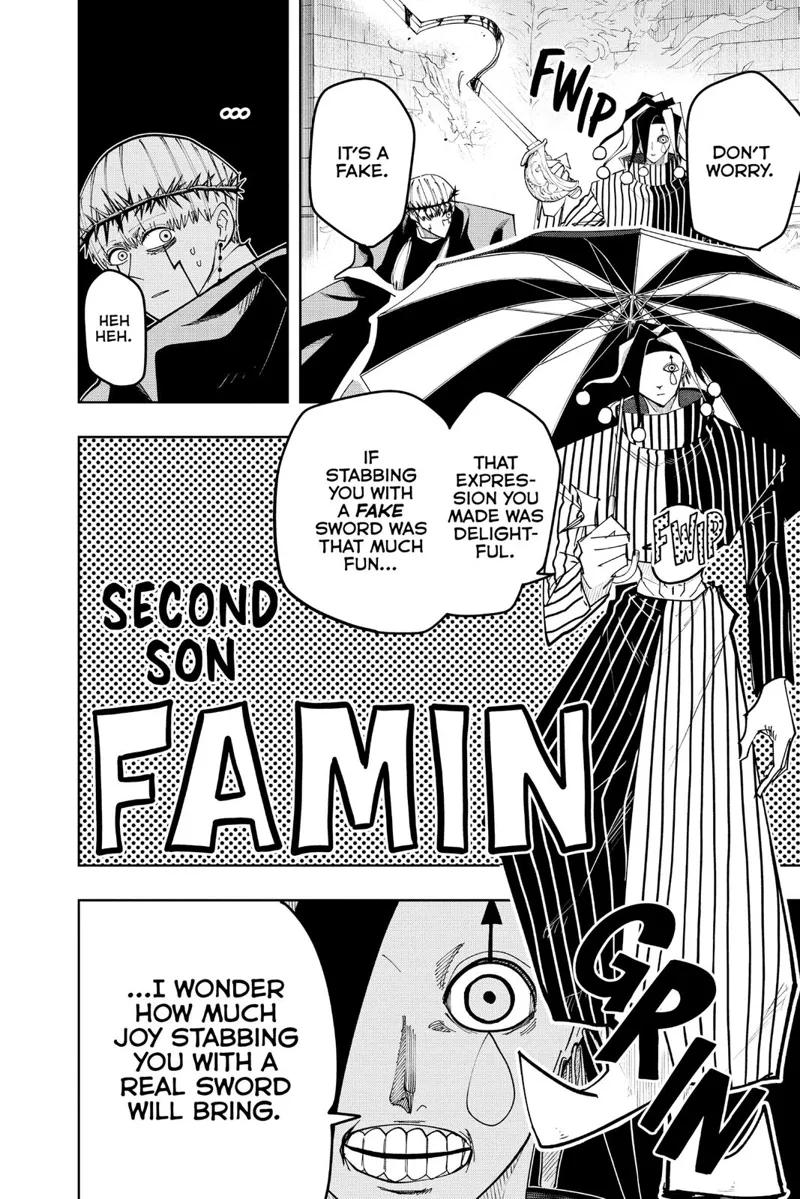 FWIP
DON'T
WORRY.
IT'S A
FAKE.
ooo
HEH
HEH.
THAT
EXPRES-
SION YOU
MADE WAS
DELIGHT-
FUL.
IF
STABBING
YOU WITH
A FAKE
SWORD WAS
THAT MUCH
FUN...
FWIP
SECOND
SON
FAMIN
GRIN
...I WONDER
HOW MUCH
JOY STABBING
YOU WITH A
REAL SWORD
WILL BRING.